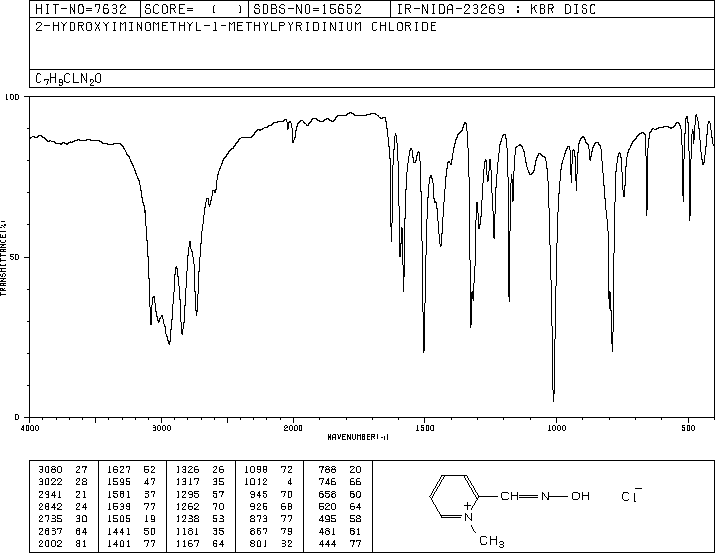 HIT-NO=7632 SCORE= ( ) SDBS-NO=15652 IR-NIDA-23269 : KBR DISC
2-HYDROXYIMINOMETHYL-1-METHYLPYRIDINIUM CHLORIDE
C7H9CLN2O
100
50
0
TRANSMITTANCE(%)
4000 3000 2000 1500 1000 500
WAVENUMBER(-1)
3080 27 1627 52 1326 26 1098 72 788 20
3022 28 1595 47 1317 35 1012 4 746 66
2941 21 1581 37 1295 57 945 70 658 60
2842 24 1539 77 1262 70 926 68 520 64
2735 30 1505 19 1238 53 873 77 495 58
2637 64 1441 50 1181 35 867 79 481 81
2002 81 1401 77 1167 64 801 32 444 77
CH N OH Cl−
N
+
CH3